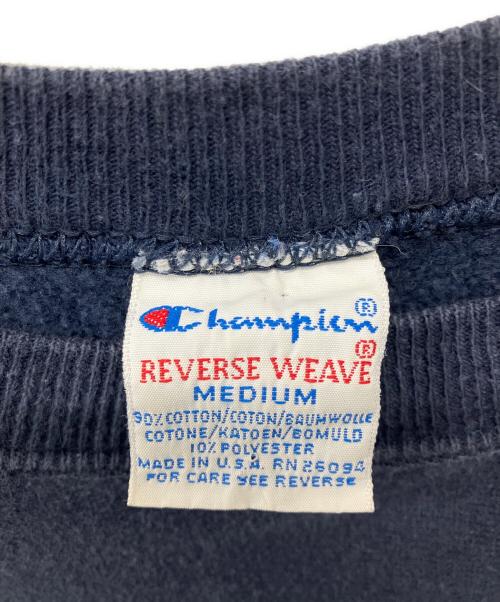 Champion®
REVERSE WEAVE®
MEDIUM
90% COTTON/COTON/BAUMWOLLE
COTONE/KATOEN/BOMULD
10% POLYESTER
MADE IN U.S.A. RN 26094
FOR CARE SEE REVERSE